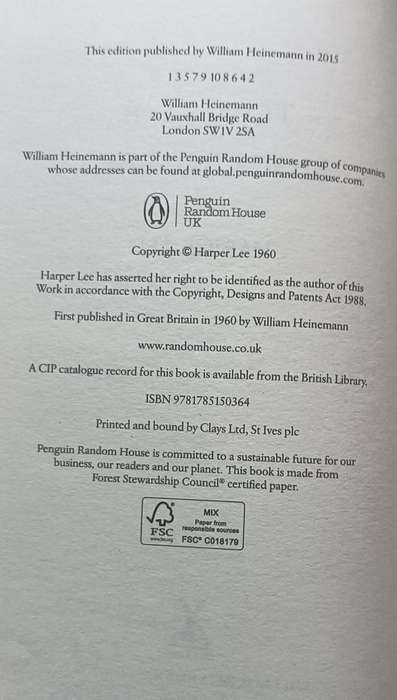 This edition published by William Heinemann in 2015
1 3 5 7 9 10 8 6 4 2
William Heinemann
20 Vauxhall Bridge Road
London SW1V 2SA
William Heinemann is part of the Penguin Random House group of companies
whose addresses can be found at global.penguinrandomhouse.com.
Penguin
Random House
UK
Copyright © Harper Lee 1960
Harper Lee has asserted her right to be identified as the author of this
Work in accordance with the Copyright, Designs and Patents Act 1988.
First published in Great Britain in 1960 by William Heinemann
www.randomhouse.co.uk
A CIP catalogue record for this book is available from the British Library.
ISBN 9781785150364
Printed and bound by Clays Ltd, St Ives plc
Penguin Random House is committed to a sustainable future for our
business, our readers and our planet. This book is made from
Forest Stewardship Council® certified paper.
MIX
Paper from
responsible sources
FSC
www.fsc.org
FSC® C018179